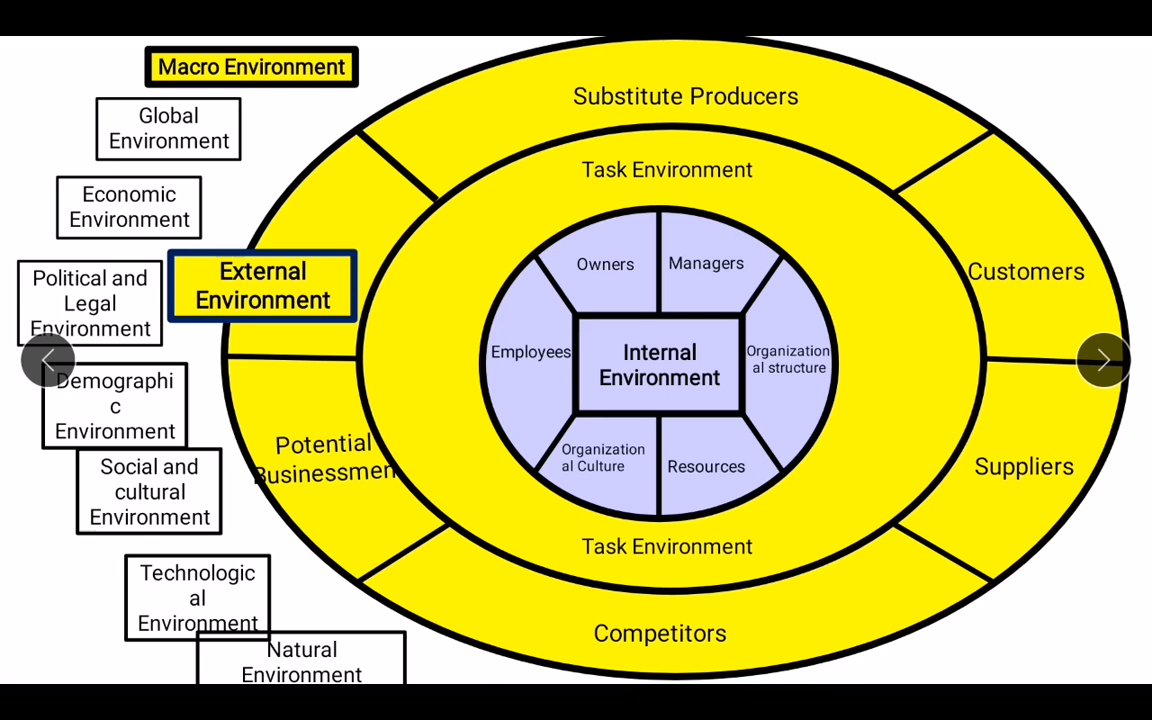 Macro Environment
Global
Environment
Economic
Environment
Political and
Legal
Environment
Demographi
c
Environment
Social and
cultural
Environment
Technologic
al
Environment
Natural
Environment
External
Environment
Substitute Producers
Task Environment
Customers
Suppliers
Competitors
Potential
Businessmen
Task Environment
Owners
Managers
Employees
Internal
Environment
Organization
al structure
Organization
al Culture
Resources